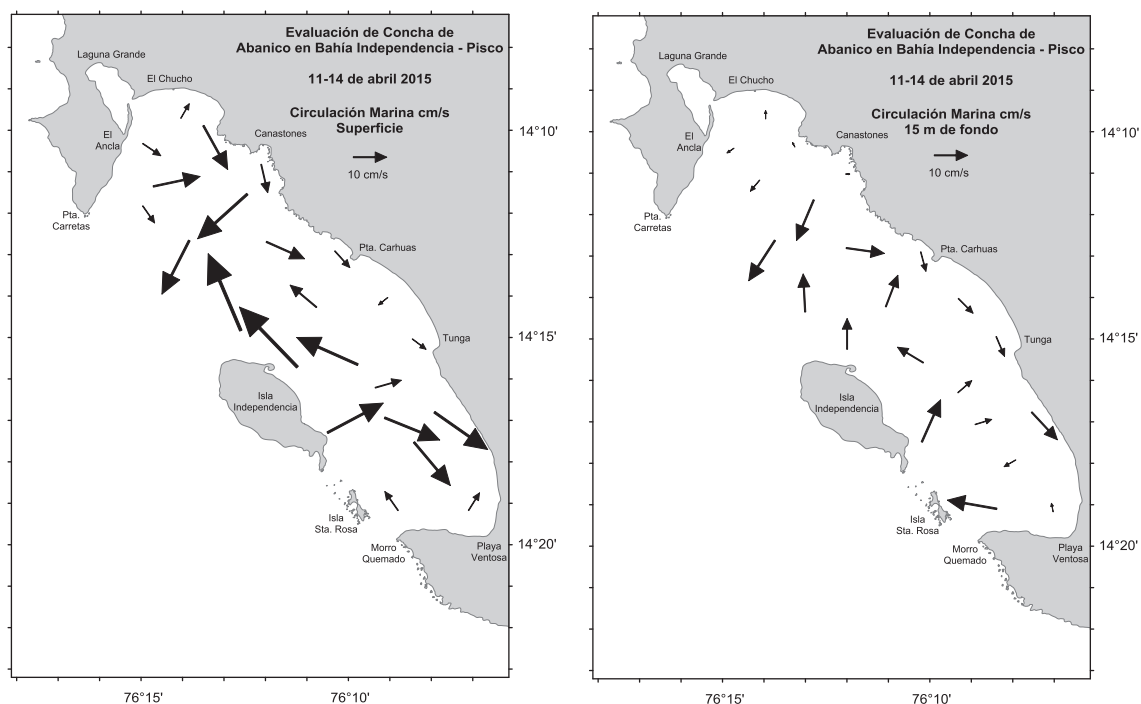 Evaluación de Concha de
Abanico en Bahía Independencia - Pisco
11-14 de abril 2015
Circulación Marina cm/s
Superficie
10 cm/s
Laguna Grande
El Chucho
El
Ancla
Canastones
Pta.
Carretas
Pta. Carhuas
Tunga
Isla
Independencia
Isla
Sta. Rosa
Morro
Quemado
Playa
Ventosa
14°10'
14°15'
14°20'
76°15'
76°10'
Evaluación de Concha de
Abanico en Bahía Independencia - Pisco
11-14 de abril 2015
Circulación Marina cm/s
15 m de fondo
10 cm/s
Laguna Grande
El Chucho
El
Ancla
Canastones
Pta.
Carretas
Pta. Carhuas
Tunga
Isla
Independencia
Isla
Sta. Rosa
Morro
Quemado
Playa
Ventosa
14°10'
14°15'
14°20'
76°15'
76°10'